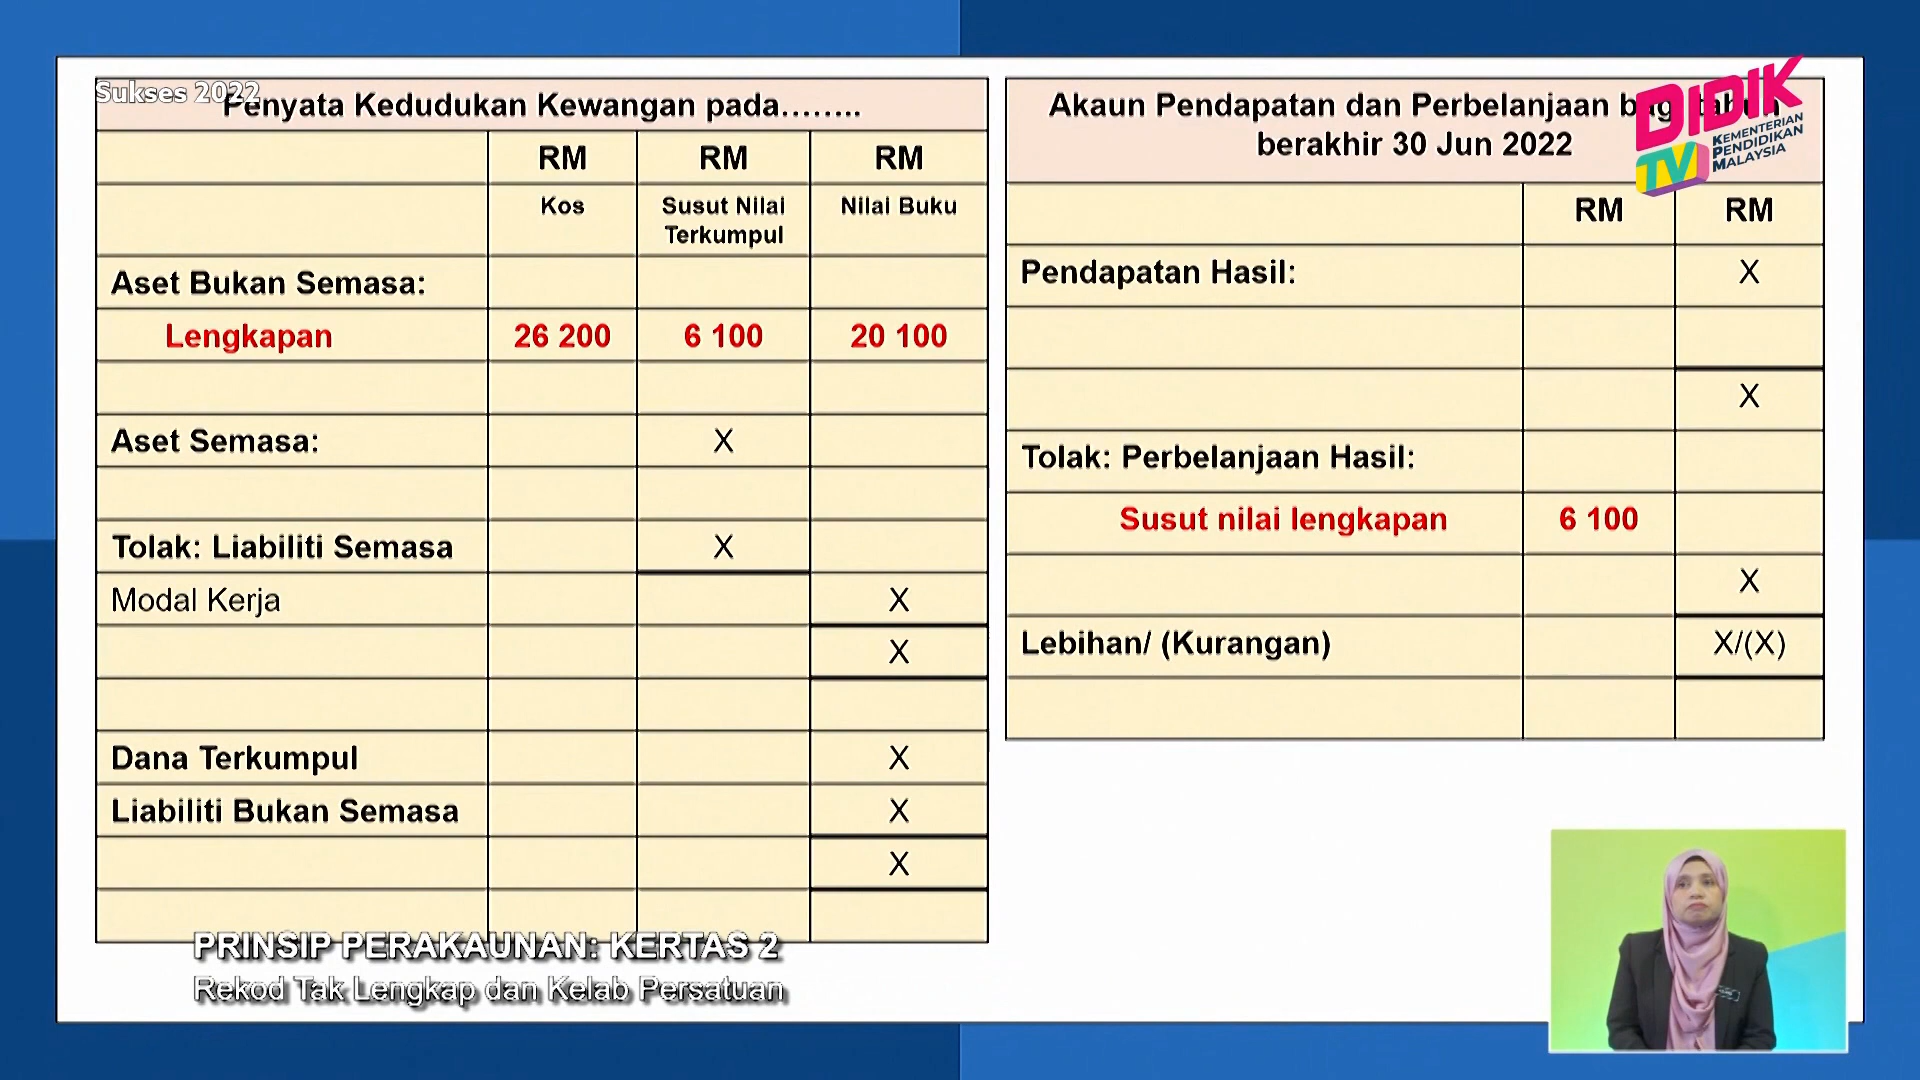 Sukses 2022
Penyata Kedudukan Kewangan pada........
RM RM RM
Kos Susut Nilai Terkumpul Nilai Buku
Aset Bukan Semasa:
Lengkapan 26 200 6 100 20 100
Aset Semasa: X
Tolak: Liabiliti Semasa X
Modal Kerja X
X
Dana Terkumpul X
Liabiliti Bukan Semasa X
X
Akaun Pendapatan dan Perbelanjaan bagi tahun
berakhir 30 Jun 2022
RM RM
Pendapatan Hasil: X
X
Tolak: Perbelanjaan Hasil:
Susut nilai lengkapan 6 100
X
Lebihan/ (Kurangan) X/(X)
DIDIK
TV
KEMENTERIAN
PENDIDIKAN
MALAYSIA
PRINSIP PERAKAUNAN: KERTAS 2
Rekod Tak Lengkap dan Kelab Persatuan